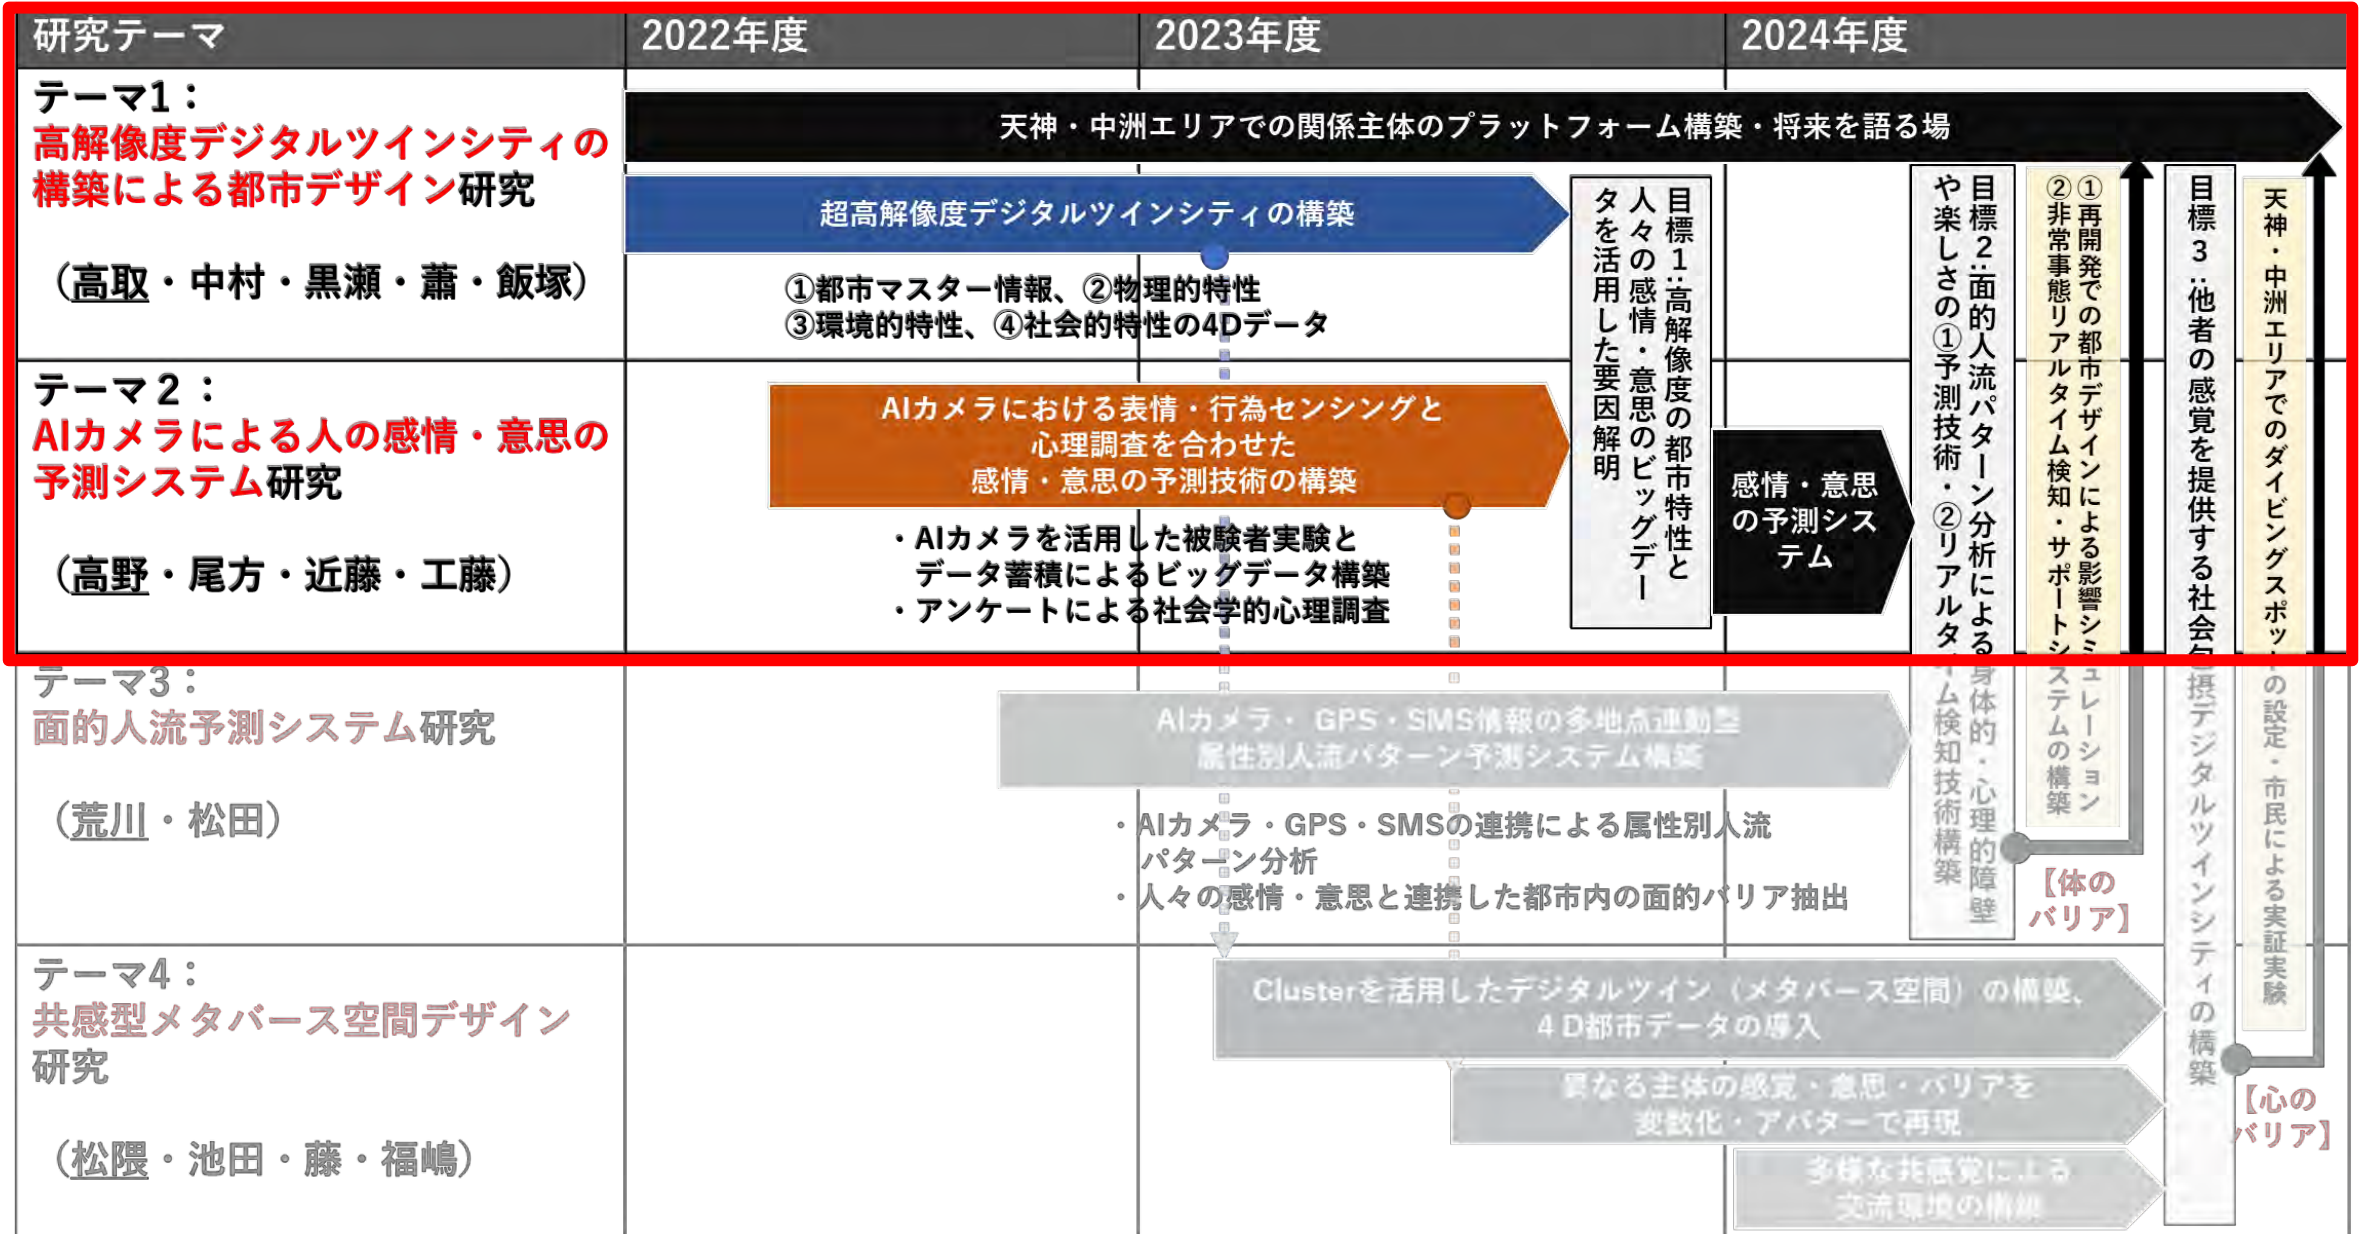 研究テーマ
2022年度
2023年度
2024年度
テーマ1：
高解像度デジタルツインシティの
構築による都市デザイン研究
（高取・中村・黒瀬・蕭・飯塚）
天神・中洲エリアでの関係主体のプラットフォーム構築・将来を語る場
超高解像度デジタルツインシティの構築
①都市マスター情報、②物理的特性
③環境的特性、④社会的特性の4Dデータ
テーマ２：
AIカメラによる人の感情・意思の
予測システム研究
（高野・尾方・近藤・工藤）
AIカメラにおける表情・行為センシングと
心理調査を合わせた
感情・意思の予測技術の構築
・AIカメラを活用した被験者実験と
データ蓄積によるビッグデータ構築
・アンケートによる社会学的心理調査
目標１：高解像度の都市特性と
人々の感情・意思のビッグデー
タを活用した要因解明
感情・意思
の予測シス
テム
目標２：面的人流パターン分析による身体的・心理的障壁
や楽しさの①予測技術・②リアルタイム検知技術構築
①再開発での都市デザインによる影響シミュレーション
②非常事態リアルタイム検知・サポートシステムの構築
目標３：他者の感覚を提供する社会包摂デジタルツインシティの構築
天神・中洲エリアでのダイビングスポットの設定・市民による実証実験
テーマ3：
面的人流予測システム研究
（荒川・松田）
AIカメラ・ GPS・SMS情報の多地点連動型
属性別人流パターン予測システム構築
・AIカメラ・GPS・SMSの連携による属性別人流
パターン分析
・人々の感情・意思と連携した都市内の面的バリア抽出
【体の
バリア】
テーマ4：
共感型メタバース空間デザイン
研究
（松隈・池田・藤・福嶋）
Clusterを活用したデジタルツイン（メタバース空間）の構築、
４D都市データの導入
異なる主体の感覚・意思・バリアを
変数化・アバターで再現
多様な共感覚による
交流環境の構築
【心の
バリア】